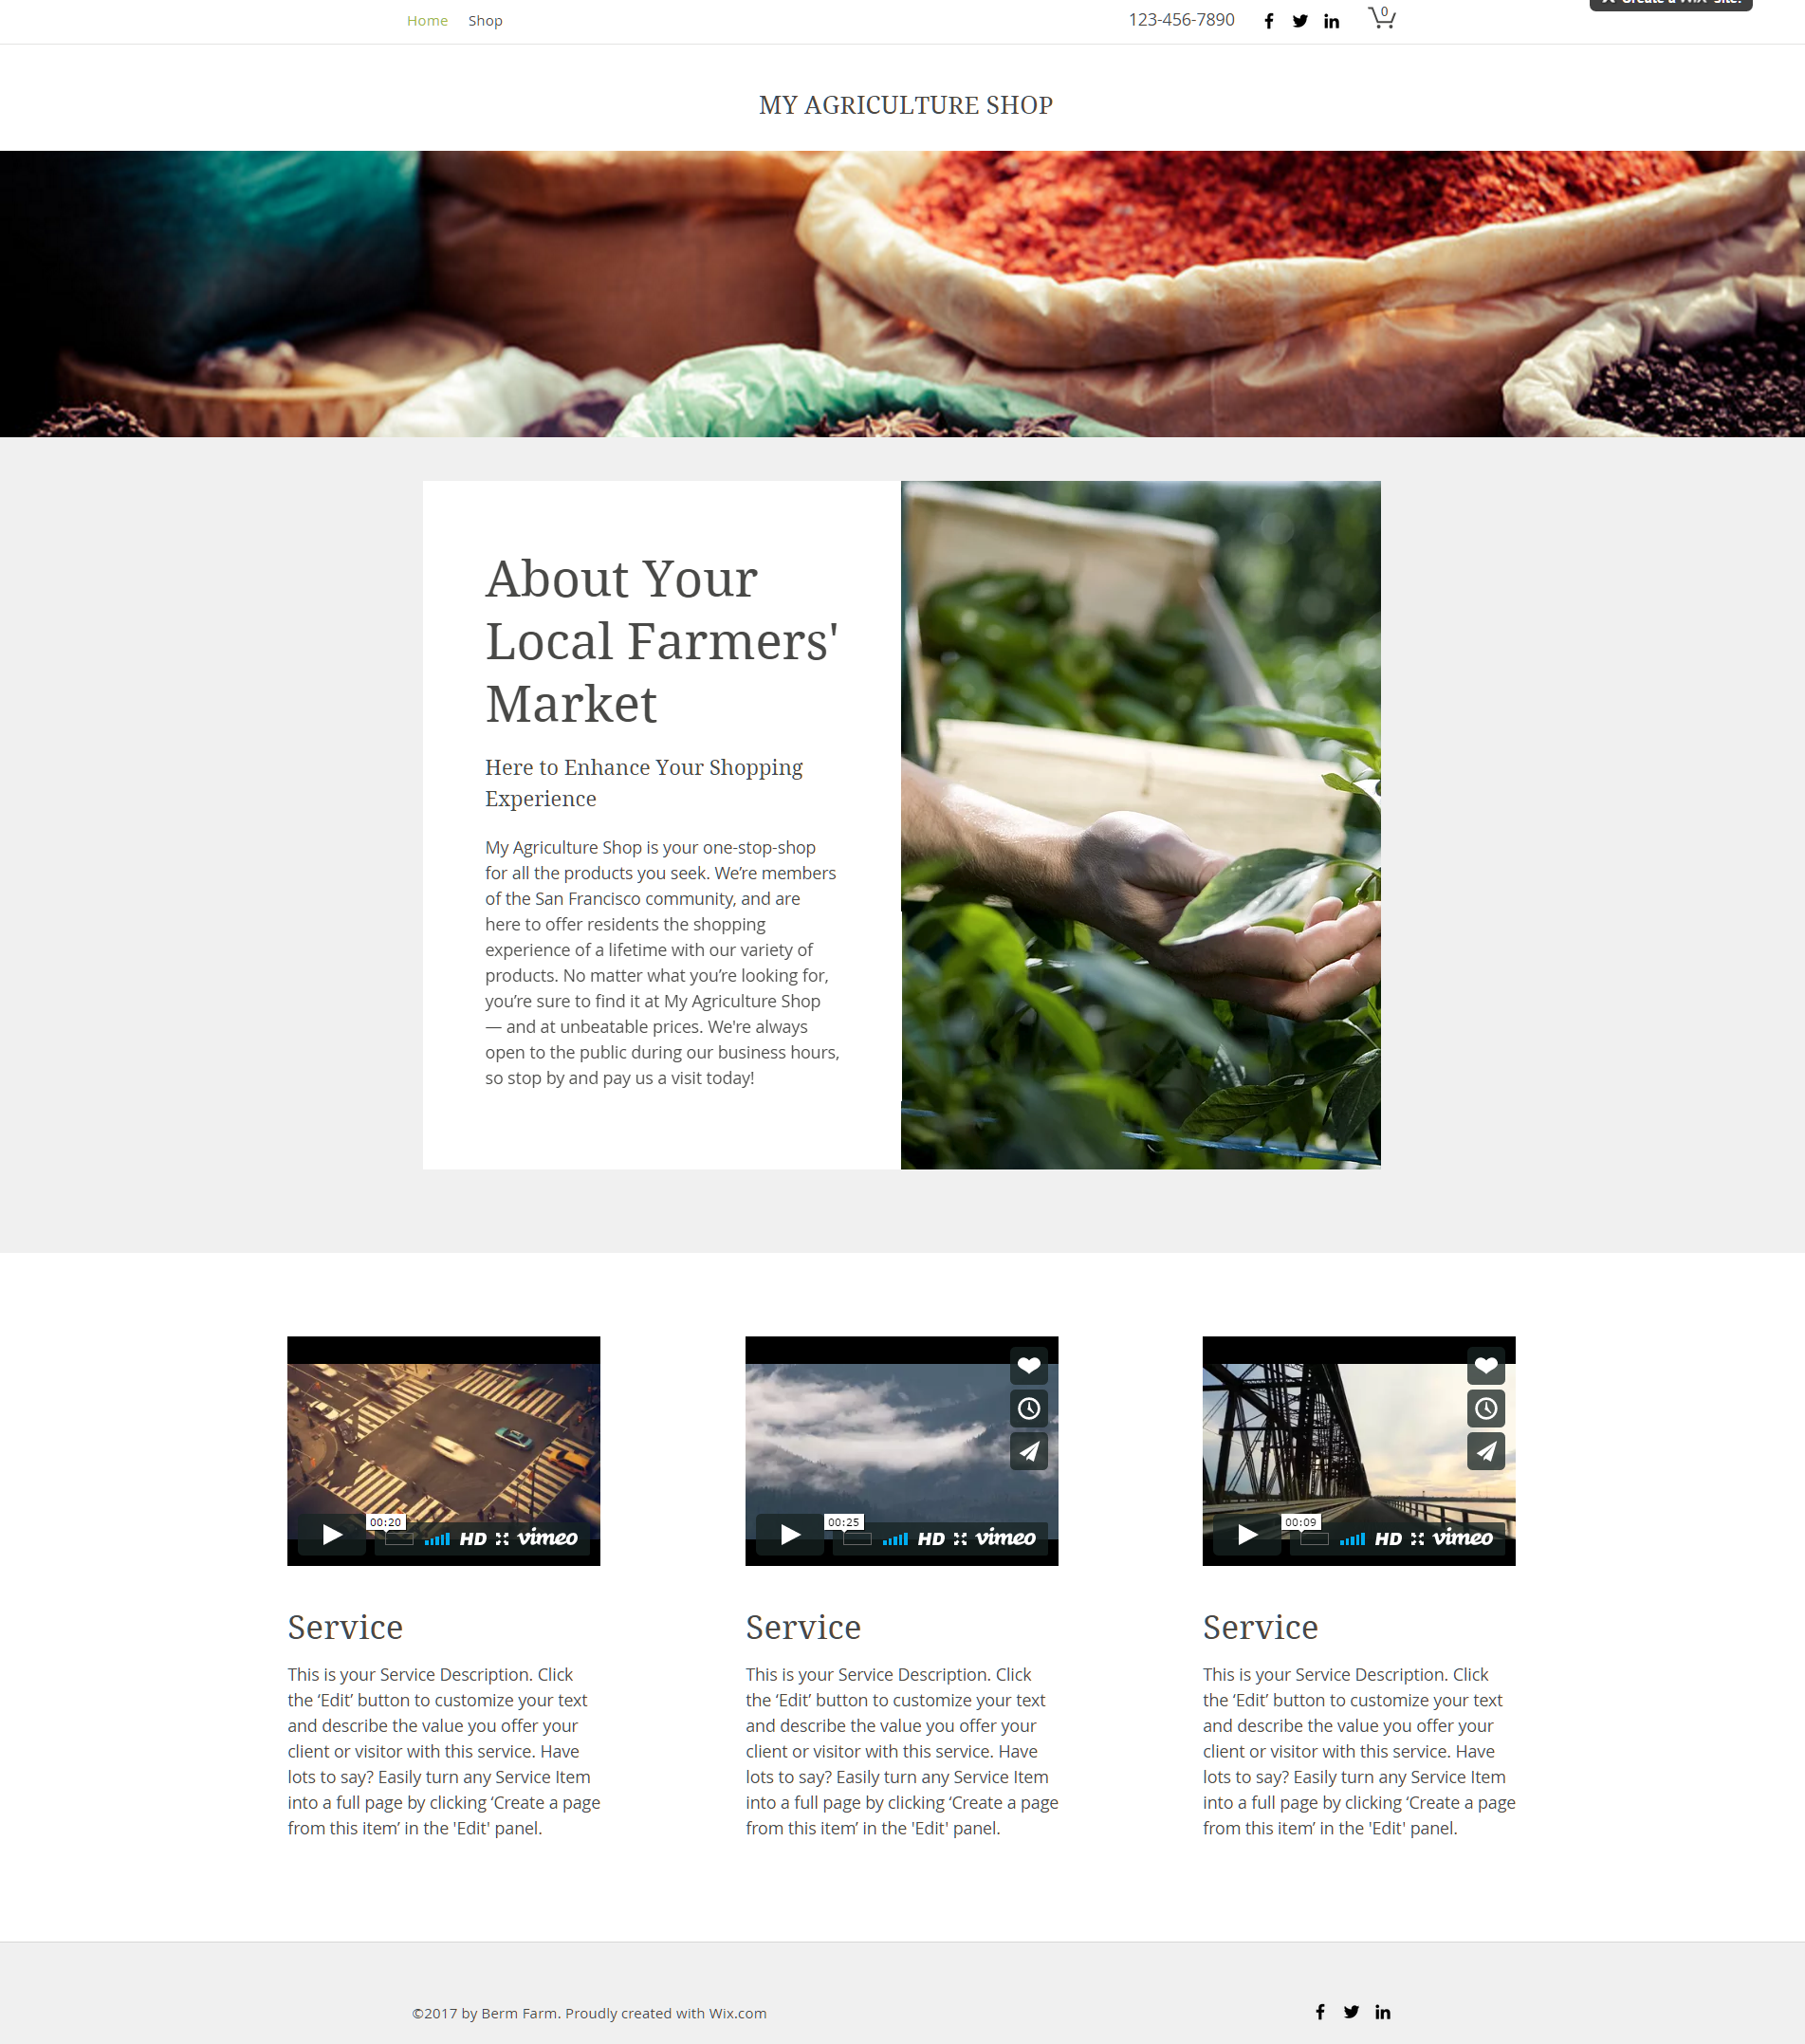 Home Shop 123-456-7890 0
Create a WiX site!
MY AGRICULTURE SHOP
About Your
Local Farmers'
Market
Here to Enhance Your Shopping
Experience
My Agriculture Shop is your one-stop-shop
for all the products you seek. We’re members
of the San Francisco community, and are
here to offer residents the shopping
experience of a lifetime with our variety of
products. No matter what you’re looking for,
you’re sure to find it at My Agriculture Shop
— and at unbeatable prices. We're always
open to the public during our business hours,
so stop by and pay us a visit today!
00:20
HD vimeo
00:25
HD vimeo
00:09
HD vimeo
Service
This is your Service Description. Click
the ‘Edit’ button to customize your text
and describe the value you offer your
client or visitor with this service. Have
lots to say? Easily turn any Service Item
into a full page by clicking ‘Create a page
from this item’ in the 'Edit' panel.
Service
This is your Service Description. Click
the ‘Edit’ button to customize your text
and describe the value you offer your
client or visitor with this service. Have
lots to say? Easily turn any Service Item
into a full page by clicking ‘Create a page
from this item’ in the 'Edit' panel.
Service
This is your Service Description. Click
the ‘Edit’ button to customize your text
and describe the value you offer your
client or visitor with this service. Have
lots to say? Easily turn any Service Item
into a full page by clicking ‘Create a page
from this item’ in the 'Edit' panel.
©2017 by Berm Farm. Proudly created with Wix.com